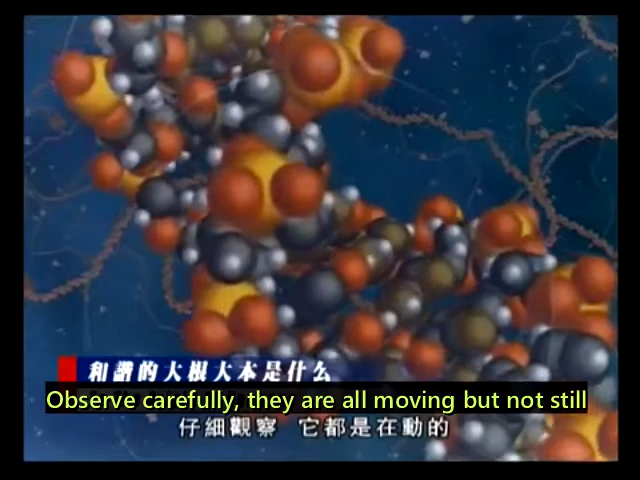 和諧的大根大本是什么
Observe carefully, they are all moving but not still
仔細觀察 它都是在動的